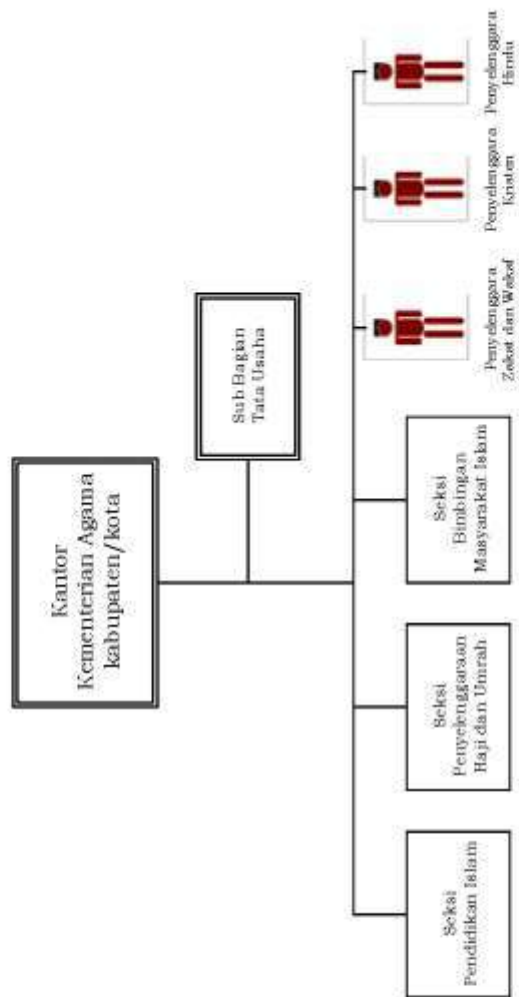 Kantor
Kementerian Agama
kabupaten/kota
Sub Bagian
Tata Usaha
Seksi
Pendidikan Islam
Seksi
Penyelenggaraan
Haji dan Umrah
Seksi
Bimbingan
Masyarakat Islam
Penyelenggara
Zakat dan Wakaf
Penyelenggara
Kristen
Penyelenggara
Hindu